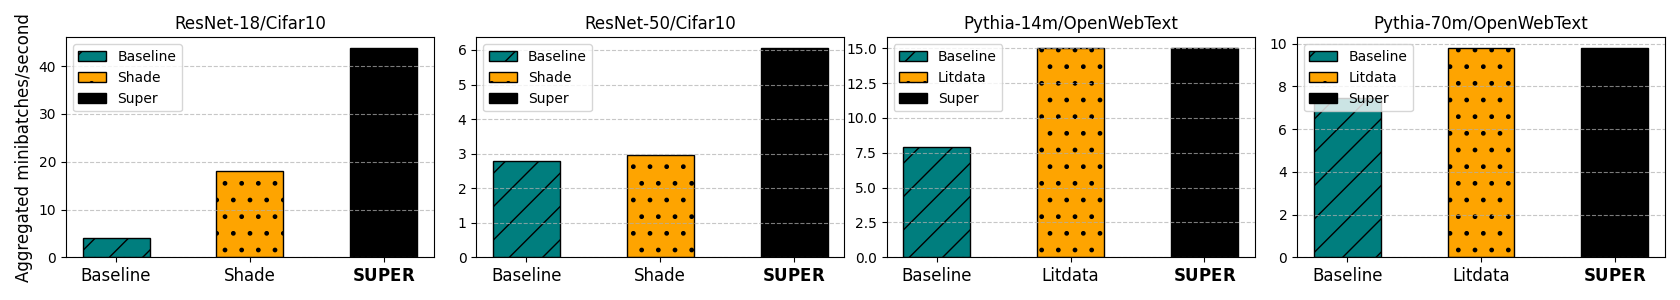 Aggregated minibatches/second
ResNet-18/Cifar10
Baseline
Shade
Super
40
30
20
10
0
Baseline Shade SUPER
ResNet-50/Cifar10
Baseline
Shade
Super
6
5
4
3
2
1
0
Baseline Shade SUPER
Pythia-14m/OpenWebText
Baseline
Litdata
Super
15.0
12.5
10.0
7.5
5.0
2.5
0.0
Baseline Litdata SUPER
Pythia-70m/OpenWebText
Baseline
Litdata
Super
10
8
6
4
2
0
Baseline Litdata SUPER